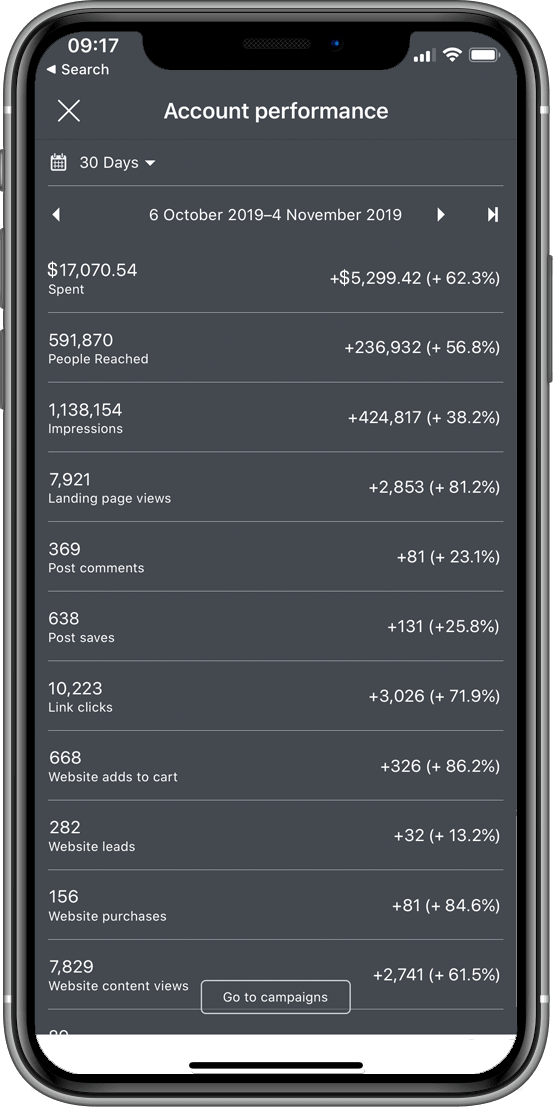 09:17
◀ Search
Account performance
30 Days
6 October 2019–4 November 2019
$17,070.54
Spent
+$5,299.42 (+ 62.3%)
591,870
People Reached
+236,932 (+ 56.8%)
1,138,154
Impressions
+424,817 (+ 38.2%)
7,921
Landing page views
+2,853 (+ 81.2%)
369
Post comments
+81 (+ 23.1%)
638
Post saves
+131 (+25.8%)
10,223
Link clicks
+3,026 (+ 71.9%)
668
Website adds to cart
+326 (+ 86.2%)
282
Website leads
+32 (+ 13.2%)
156
Website purchases
+81 (+ 84.6%)
7,829
Website content views
+2,741 (+ 61.5%)
Go to campaigns